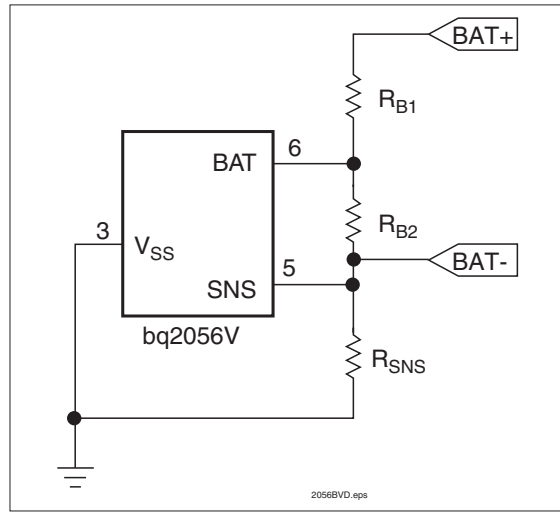 BAT+
R_B1
6
BAT
R_B2
3
V_SS
BAT-
5
SNS
bq2056V
R_SNS
2056BVD.eps